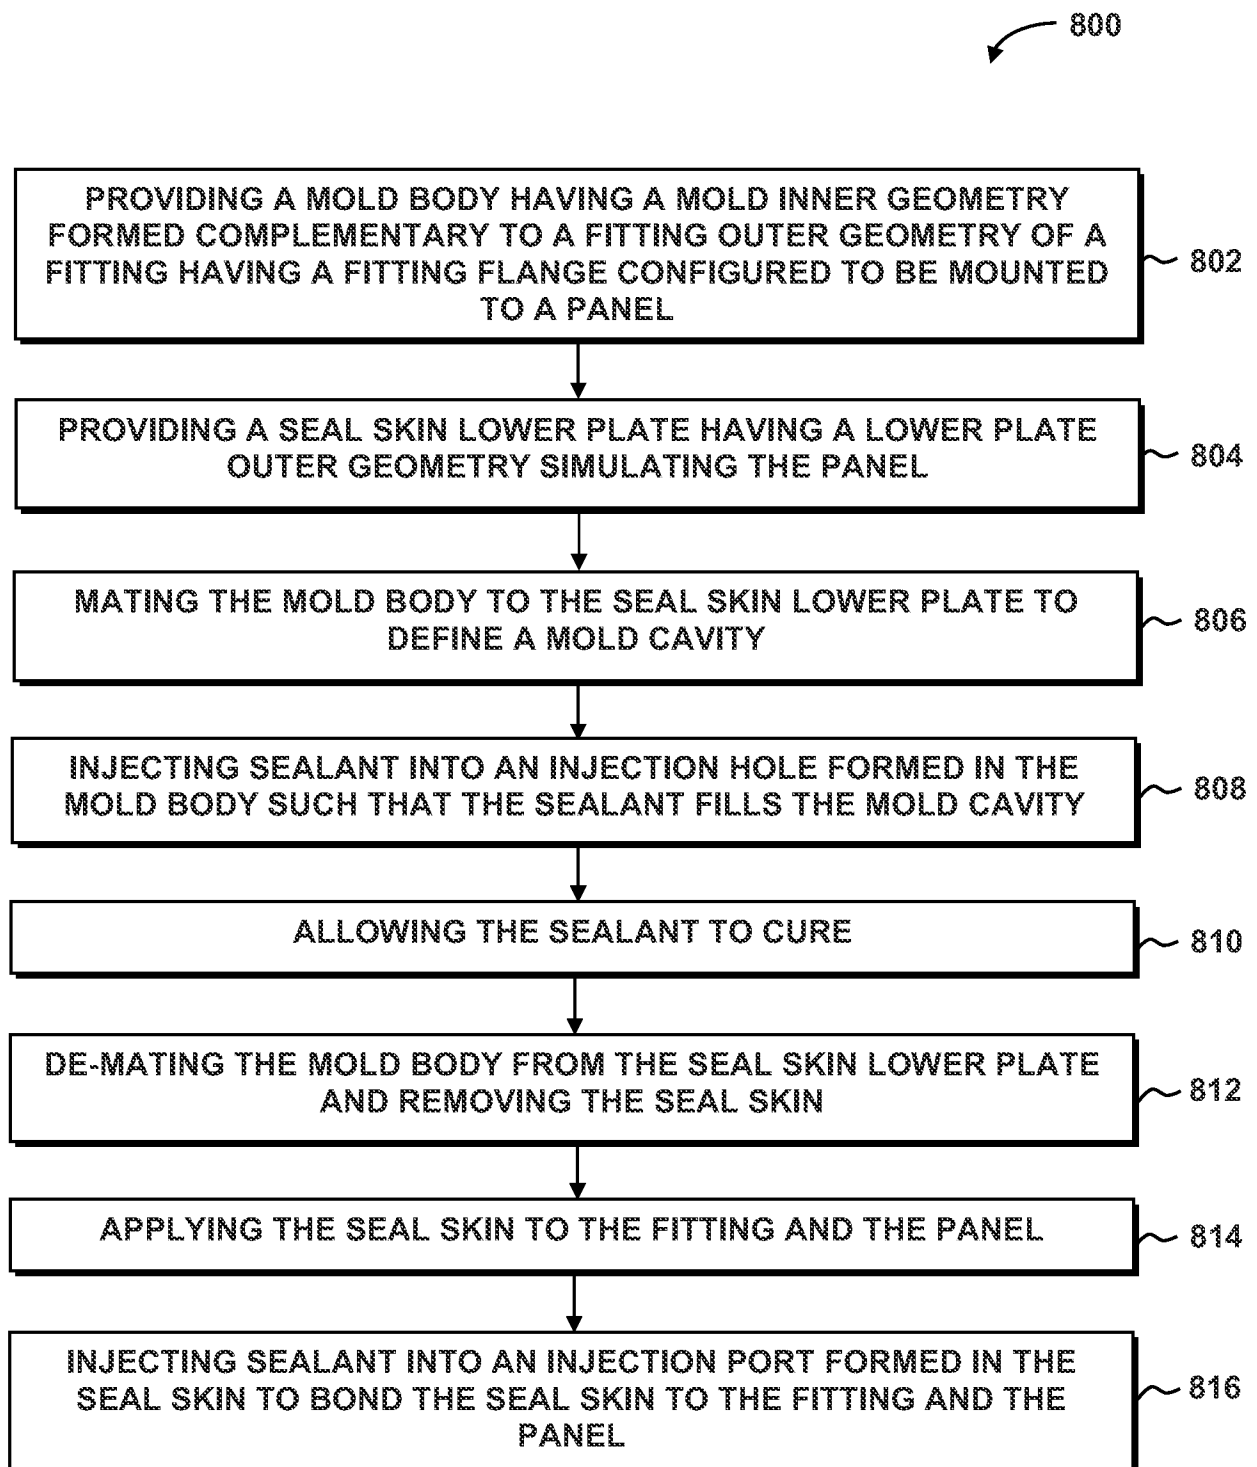 800
PROVIDING A MOLD BODY HAVING A MOLD INNER GEOMETRY
FORMED COMPLEMENTARY TO A FITTING OUTER GEOMETRY OF A
FITTING HAVING A FITTING FLANGE CONFIGURED TO BE MOUNTED
TO A PANEL
802
PROVIDING A SEAL SKIN LOWER PLATE HAVING A LOWER PLATE
OUTER GEOMETRY SIMULATING THE PANEL
804
MATING THE MOLD BODY TO THE SEAL SKIN LOWER PLATE TO
DEFINE A MOLD CAVITY
806
INJECTING SEALANT INTO AN INJECTION HOLE FORMED IN THE
MOLD BODY SUCH THAT THE SEALANT FILLS THE MOLD CAVITY
808
ALLOWING THE SEALANT TO CURE
810
DE-MATING THE MOLD BODY FROM THE SEAL SKIN LOWER PLATE
AND REMOVING THE SEAL SKIN
812
APPLYING THE SEAL SKIN TO THE FITTING AND THE PANEL
814
INJECTING SEALANT INTO AN INJECTION PORT FORMED IN THE
SEAL SKIN TO BOND THE SEAL SKIN TO THE FITTING AND THE
PANEL
816